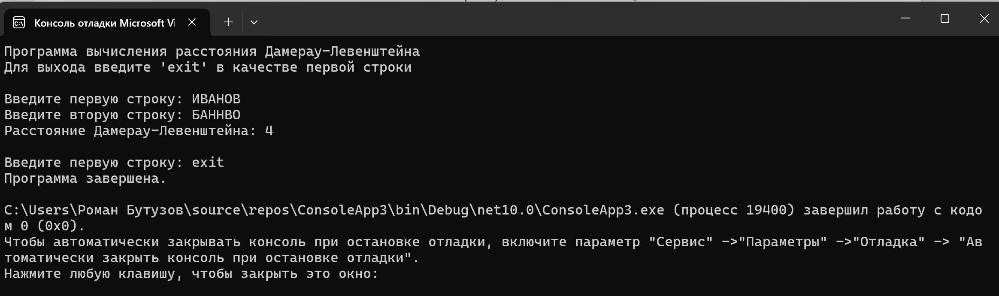 Консоль отладки Microsoft Vi
Программа вычисления расстояния Дамерау-Левенштейна
Для выхода введите 'exit' в качестве первой строки
Введите первую строку: ИВАНОВ
Введите вторую строку: БАННВО
Расстояние Дамерау-Левенштейна: 4
Введите первую строку: exit
Программа завершена.
C:\Users\Роман Бутузов\source\repos\ConsoleApp3\bin\Debug\net10.0\ConsoleApp3.exe (процесс 19400) завершил работу с кодо
м 0 (0x0).
Чтобы автоматически закрывать консоль при остановке отладки, включите параметр "Сервис" ->"Параметры" ->"Отладка" -> "Ав
томатически закрыть консоль при остановке отладки".
Нажмите любую клавишу, чтобы закрыть это окно: